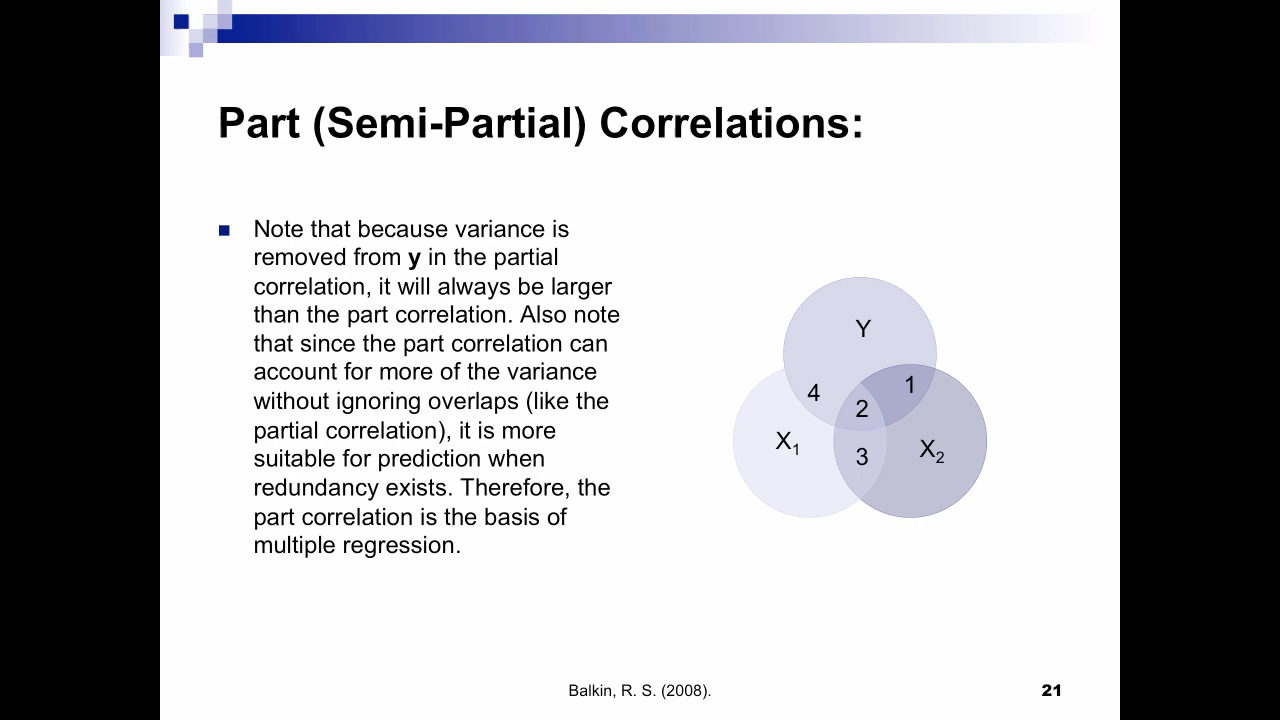 Part (Semi-Partial) Correlations:
Note that because variance is
removed from y in the partial
correlation, it will always be larger
than the part correlation. Also note
that since the part correlation can
account for more of the variance
without ignoring overlaps (like the
partial correlation), it is more
suitable for prediction when
redundancy exists. Therefore, the
part correlation is the basis of
multiple regression.
Y
4
1
2
X₁
3
X₂
Balkin, R. S. (2008).
21